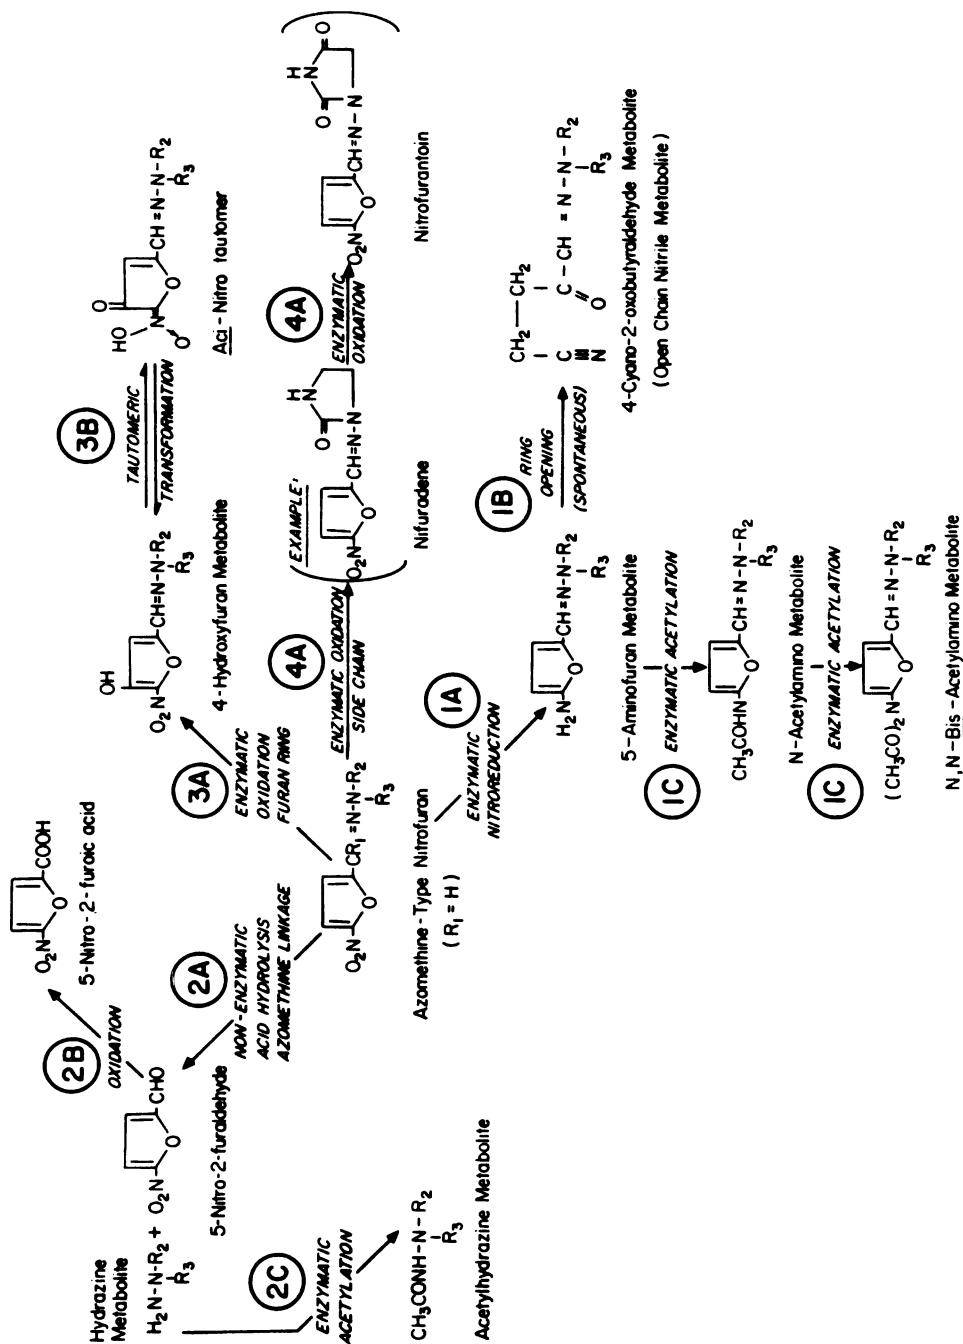 Hydrazine
Metabolite
H₂N-N-R₂ + O₂N
R₃
O
CHO
5-Nitro-2-furaldehyde
2B
OXIDATION
O₂N
O
COOH
5-Nitro-2-furoic acid
2C
ENZYMATIC
ACETYLATION
CH₃CONH-N-R₂
R₃
Acetylhydrazine Metabolite
2A
NON-ENZYMATIC
ACID HYDROLYSIS
AZOMETHINE LINKAGE
O₂N
O
CR₁=N-N-R₂
R₃
Azomethine-Type Nitrofuran
(R₁ = H)
3A
ENZYMATIC
OXIDATION
FURAN RING
OH
O₂N
O
CH=N-N-R₂
R₃
4-Hydroxyfuran Metabolite
3B
TAUTOMERIC
TRANSFORMATION
O
HO
N
O
O
CH=N-N-R₂
R₃
Aci-Nitro tautomer
4A
ENZYMATIC OXIDATION
SIDE CHAIN
(EXAMPLE:
O₂N
O
CH=N-N
O
N
H
Nifuradene
4A
ENZYMATIC
OXIDATION
O₂N
O
CH=N-N
O
H
N
O
)
Nitrofurantoin
1A
ENZYMATIC
NITROREDUCTION
H₂N
O
CH=N-N-R₂
R₃
5-Aminofuran Metabolite
1B
RING
OPENING
(SPONTANEOUS)
CH₂—CH₂
C C-CH=N-N-R₂
N O R₃
4-Cyano-2-oxobutyraldehyde Metabolite
(Open Chain Nitrile Metabolite)
1C
ENZYMATIC ACETYLATION
CH₃COHN
O
CH=N-N-R₂
R₃
N-Acetylamino Metabolite
1C
ENZYMATIC ACETYLATION
(CH₃CO)₂N
O
CH=N-N-R₂
R₃
N,N-Bis-Acetylamino Metabolite